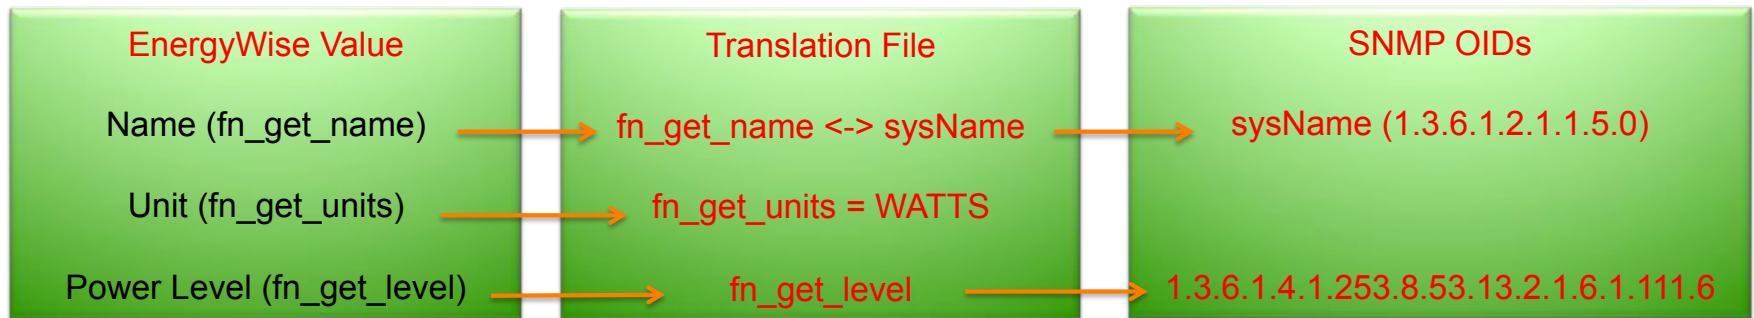 EnergyWise Value
Translation File
SNMP OIDs
Name (fn_get_name)
fn_get_name <-> sysName
sysName (1.3.6.1.2.1.1.5.0)
Unit (fn_get_units)
fn_get_units = WATTS
Power Level (fn_get_level)
fn_get_level
1.3.6.1.4.1.253.8.53.13.2.1.6.1.111.6